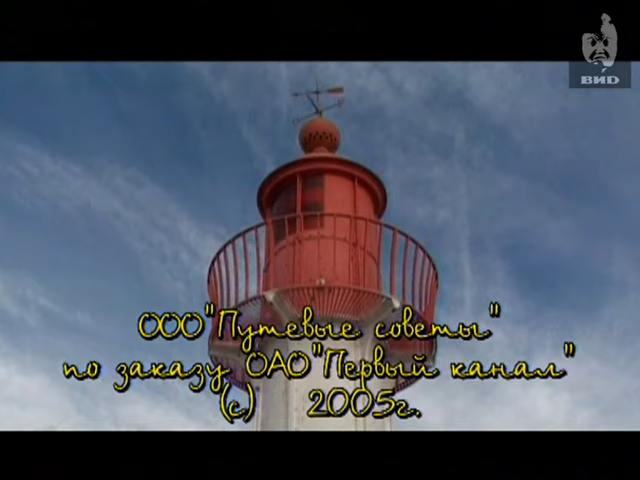 ВИD
ООО "Путевые советы"
по заказу ОАО "Первый канал"
(с) 2005г.